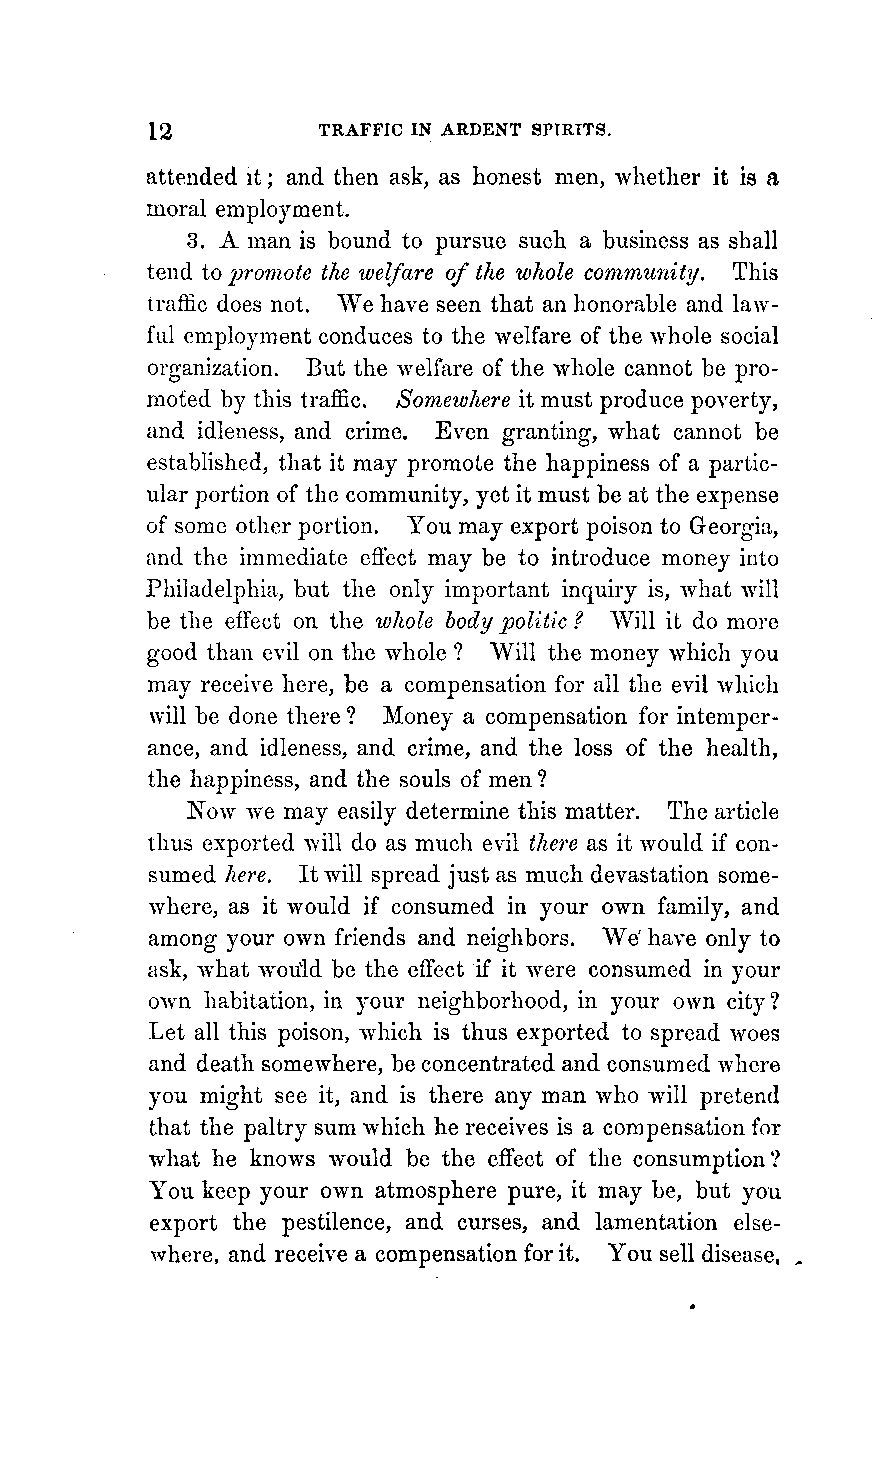 12 TRAFFIC IN ARDENT SPIRITS.
attended it; and then ask, as honest men, whether it is a
moral employment.
3. A man is bound to pursue such a business as shall
tend to promote the welfare of the whole community. This
traffic does not. We have seen that an honorable and law-
ful employment conduces to the welfare of the whole social
organization. But the welfare of the whole cannot be pro-
moted by this traffic. Somewhere it must produce poverty,
and idleness, and crime. Even granting, what cannot be
established, that it may promote the happiness of a partic-
ular portion of the community, yet it must be at the expense
of some other portion. You may export poison to Georgia,
and the immediate effect may be to introduce money into
Philadelphia, but the only important inquiry is, what will
be the effect on the whole body politic? Will it do more
good than evil on the whole? Will the money which you
may receive here, be a compensation for all the evil which
will be done there? Money a compensation for intemper-
ance, and idleness, and crime, and the loss of the health,
the happiness, and the souls of men?
Now we may easily determine this matter. The article
thus exported will do as much evil there as it would if con-
sumed here. It will spread just as much devastation some-
where, as it would if consumed in your own family, and
among your own friends and neighbors. We have only to
ask, what would be the effect if it were consumed in your
own habitation, in your neighborhood, in your own city?
Let all this poison, which is thus exported to spread woes
and death somewhere, be concentrated and consumed where
you might see it, and is there any man who will pretend
that the paltry sum which he receives is a compensation for
what he knows would be the effect of the consumption?
You keep your own atmosphere pure, it may be, but you
export the pestilence, and curses, and lamentation else-
where, and receive a compensation for it. You sell disease,